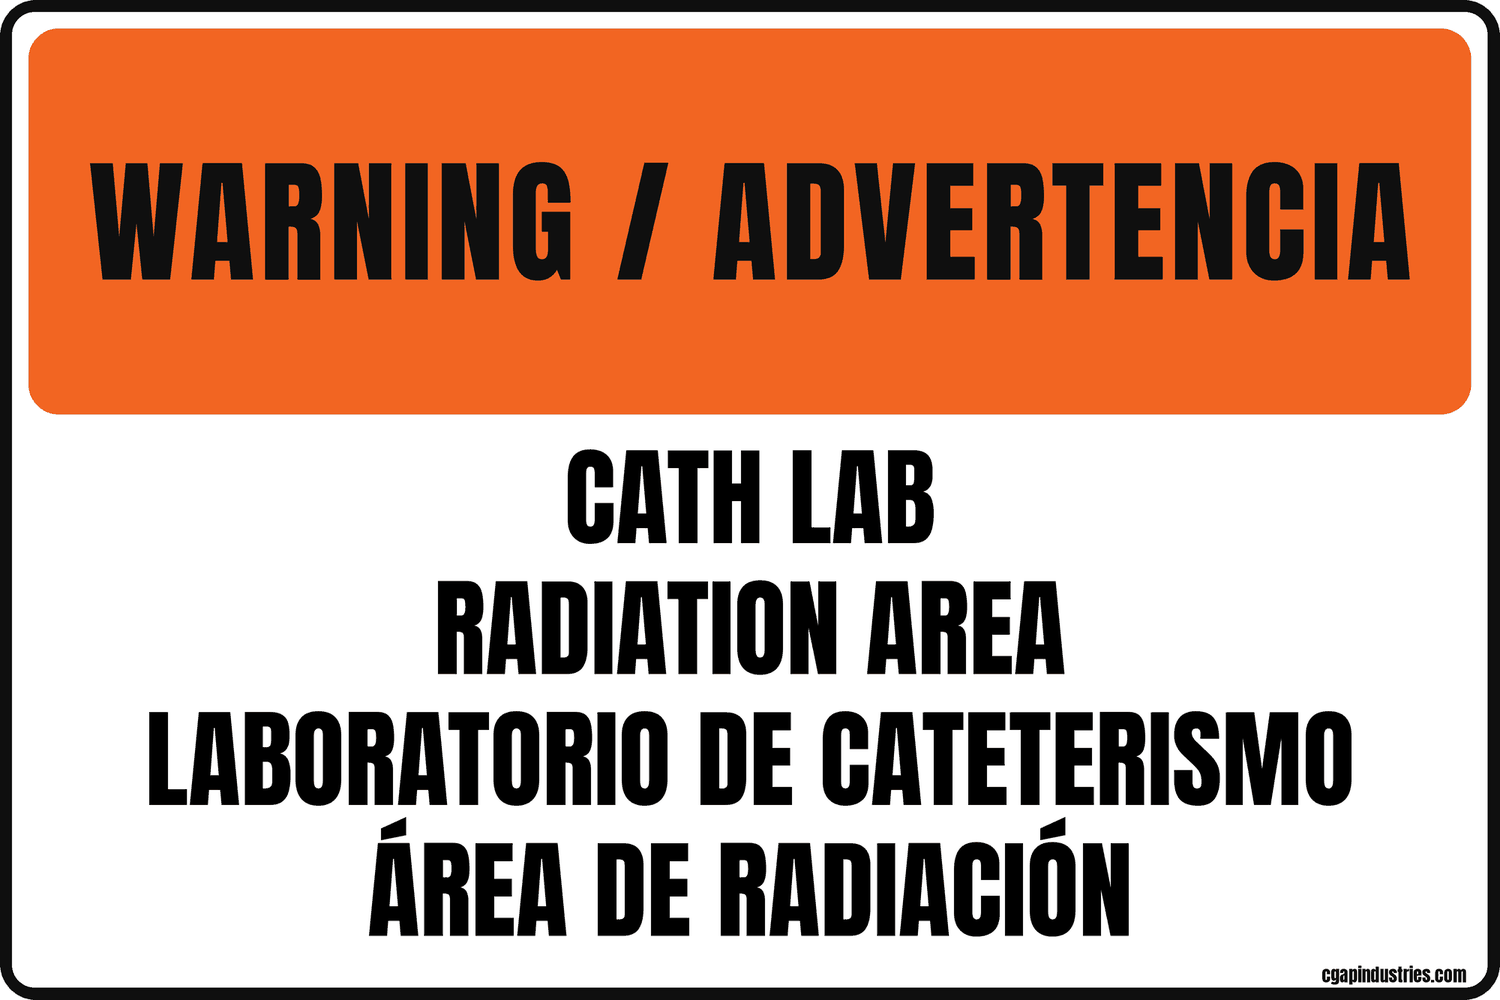 WARNING / ADVERTENCIA
CATH LAB
RADIATION AREA
LABORATORIO DE CATETERISMO
ÁREA DE RADIACIÓN
cgapindustries.com